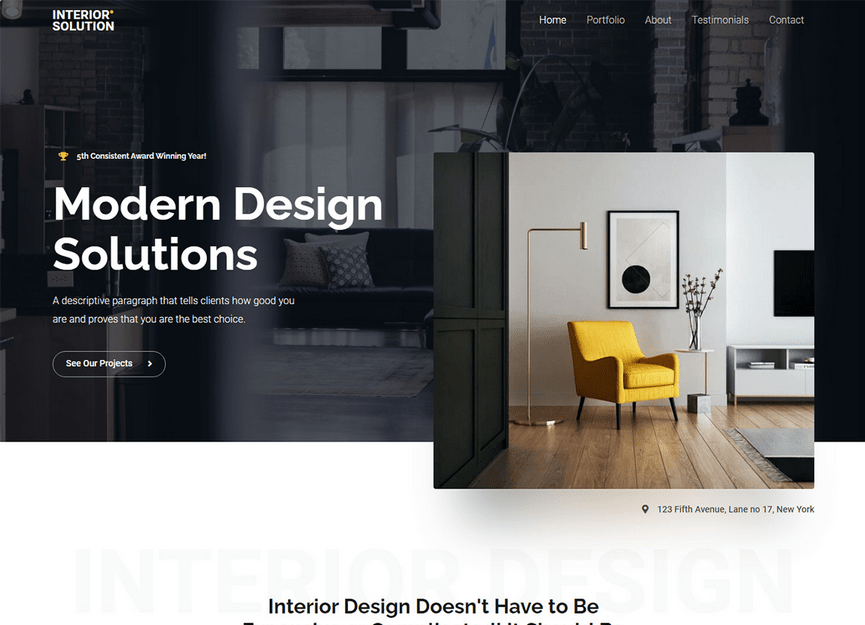 INTERIOR
SOLUTION
Home Portfolio About Testimonials Contact
5th Consistent Award Winning Year!
Modern Design
Solutions
A descriptive paragraph that tells clients how good you
are and proves that you are the best choice.
See Our Projects
123 Fifth Avenue, Lane no 17, New York
INTERIOR DESIGN
Interior Design Doesn't Have to Be